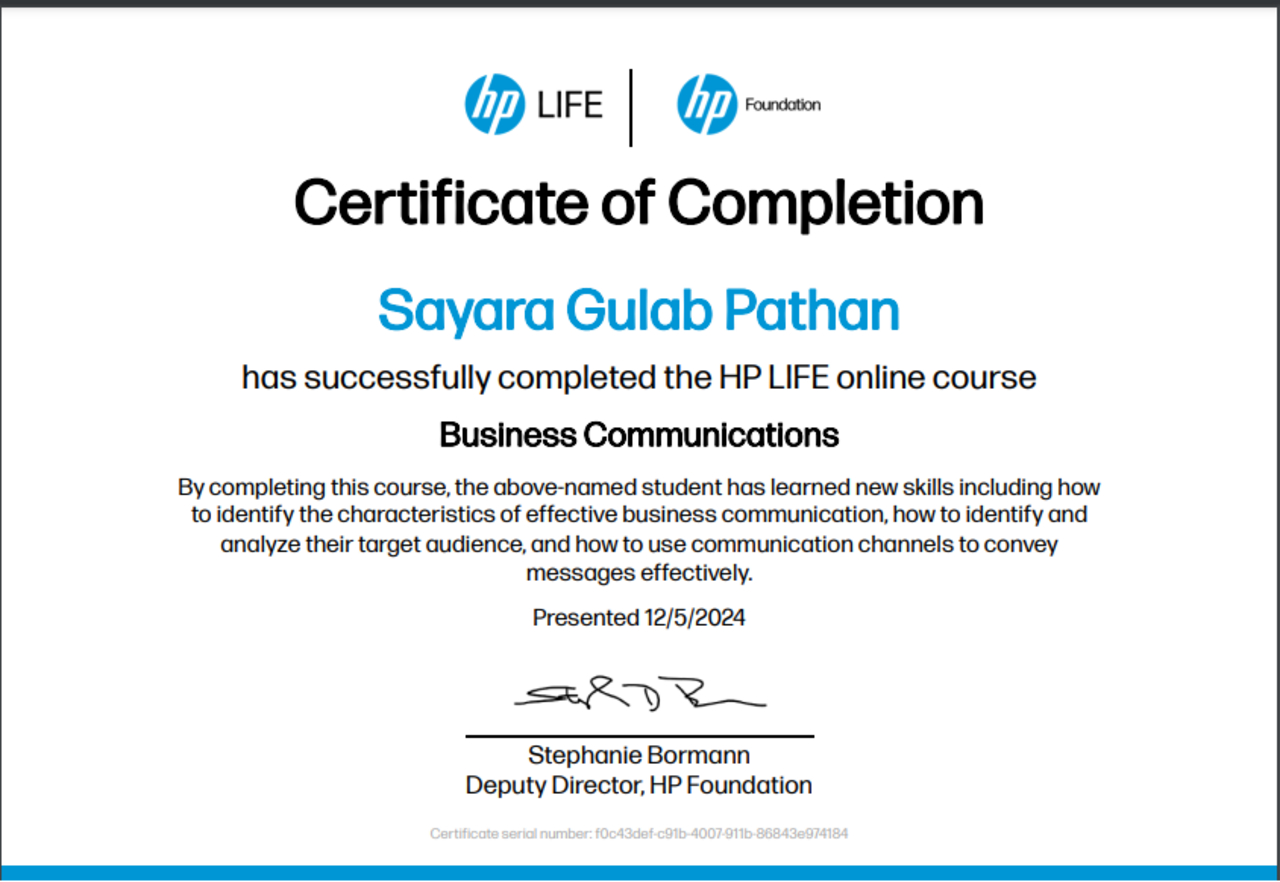 hp LIFE hp Foundation
Certificate of Completion
Sayara Gulab Pathan
has successfully completed the HP LIFE online course
Business Communications
By completing this course, the above-named student has learned new skills including how
to identify the characteristics of effective business communication, how to identify and
analyze their target audience, and how to use communication channels to convey
messages effectively.
Presented 12/5/2024
Stephanie Bormann
Deputy Director, HP Foundation
Certificate serial number: f0c43def-c91b-4007-911b-86843e974184